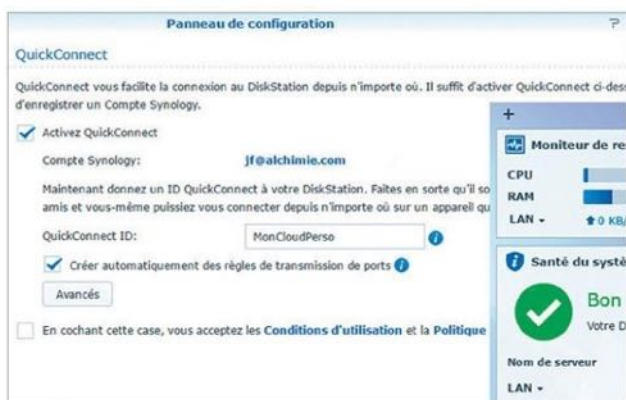 Panneau de configuration
?
QuickConnect
QuickConnect vous facilite la connexion au DiskStation depuis n'importe où. Il suffit d'activer QuickConnect
d'enregistrer un Compte Synology.
Activez QuickConnect
Compte Synology: jf@alchimie.com
Maintenant donnez un ID QuickConnect à votre DiskStation. Faites en sorte qu'il
amis et vous-même puissiez vous connecter depuis n'importe où sur un appareil
QuickConnect ID: MonCloudPerso
Créer automatiquement des règles de transmission de ports
Avancés
En cochant cette case, vous acceptez les Conditions d'utilisation et la Politique
+
Moniteur de re
CPU
RAM
LAN
0 KB/
Santé du systè
Bon
Votre D
Nom de serveur
LAN